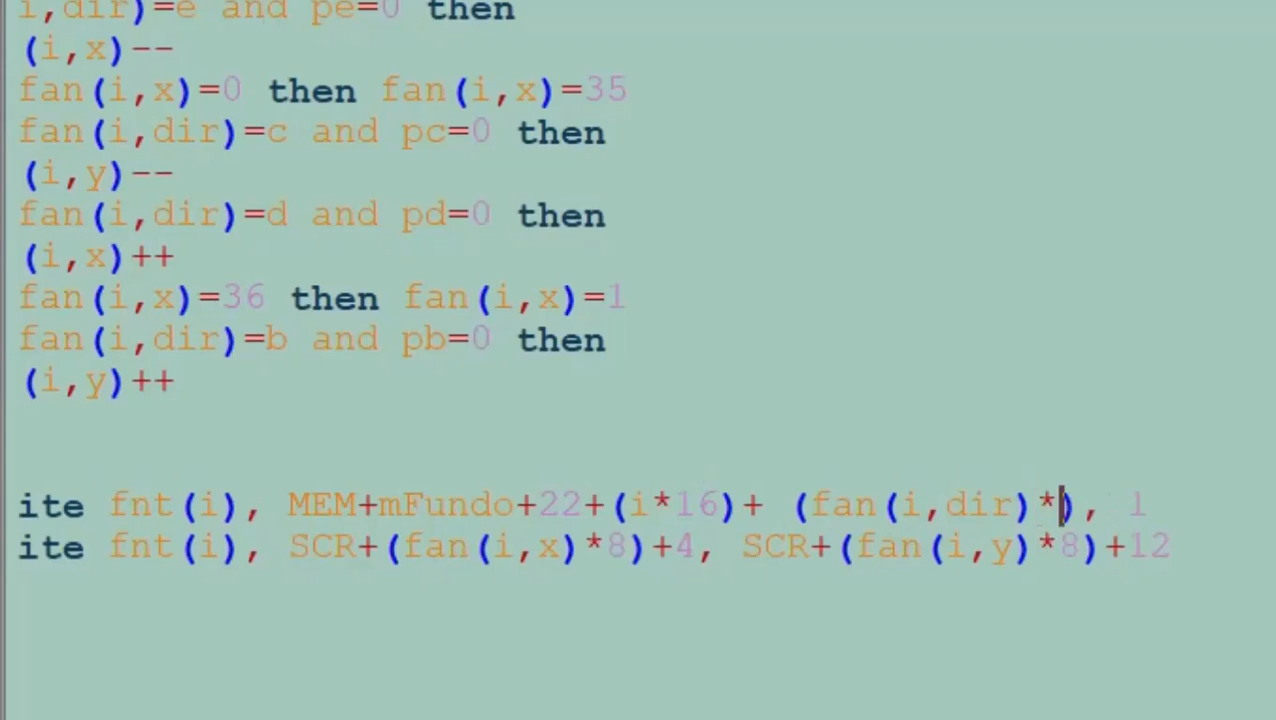 i,dir)=e and pe=0 then
(i,x)--
fan(i,x)=0 then fan(i,x)=35
fan(i,dir)=c and pc=0 then
(i,y)--
fan(i,dir)=d and pd=0 then
(i,x)++
fan(i,x)=36 then fan(i,x)=1
fan(i,dir)=b and pb=0 then
(i,y)++
ite fnt(i), MEM+mFundo+22+(i*16)+ (fan(i,dir)*), 1
ite fnt(i), SCR+(fan(i,x)*8)+4, SCR+(fan(i,y)*8)+12